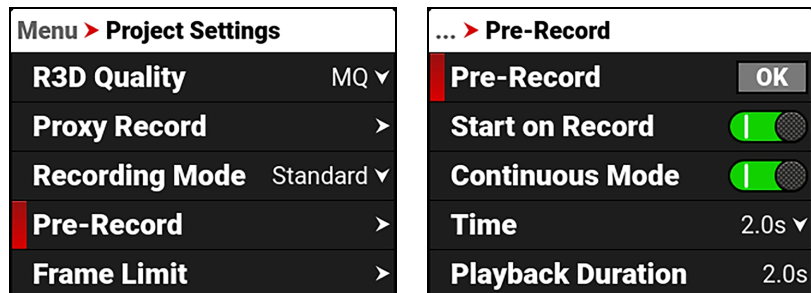 Menu > Project Settings
R3D Quality MQ
Proxy Record >
Recording Mode Standard
Pre-Record >
Frame Limit >
... > Pre-Record
Pre-Record OK
Start on Record
Continuous Mode
Time 2.0s
Playback Duration 2.0s